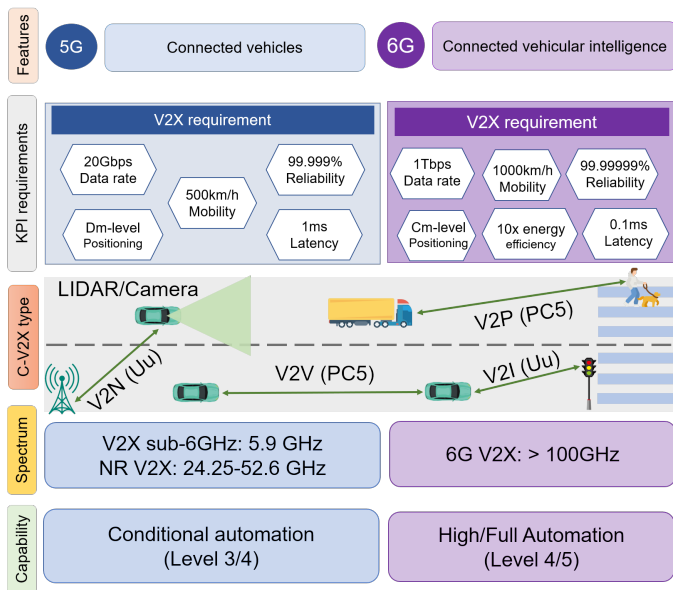 Features
5G
Connected vehicles
6G
Connected vehicular intelligence
KPI requirements
V2X requirement
20Gbps
Data rate
500km/h
Mobility
99.999%
Reliability
Dm-level
Positioning
1ms
Latency
V2X requirement
1Tbps
Data rate
1000km/h
Mobility
99.99999%
Reliability
Cm-level
Positioning
10x energy
efficiency
0.1ms
Latency
C-V2X type
LIDAR/Camera
V2P (PC5)
V2N (Uu)
V2V (PC5)
V2I (Uu)
Spectrum
V2X sub-6GHz: 5.9 GHz
NR V2X: 24.25-52.6 GHz
6G V2X: > 100GHz
Capability
Conditional automation
(Level 3/4)
High/Full Automation
(Level 4/5)